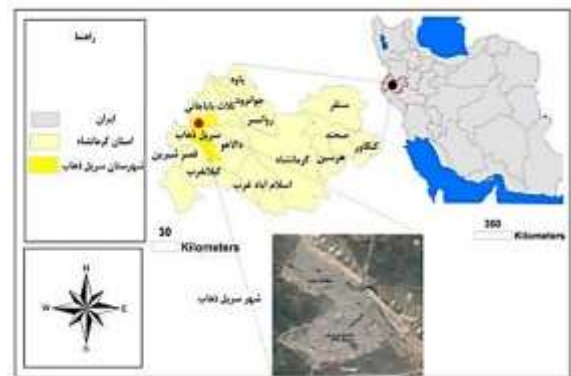 راهنما
ایران
استان کرمانشاه
شهرستان سرپل ذهاب
پاوه
جوانرود
ثلاث باباجانی
روانسر
سنقر
سرپل ذهاب
دالاهو
صحنه
کنگاور
هرسین
کرمانشاه
قصر شیرین
گیلانغرب
اسلام آباد غرب
30
Kilometers
350
Kilometers
شهر سرپل ذهاب
N
W
E
S